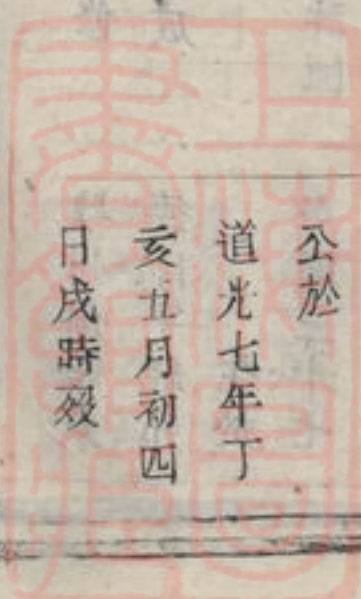 公於
道光七年丁
亥五月初四
日戌時歿